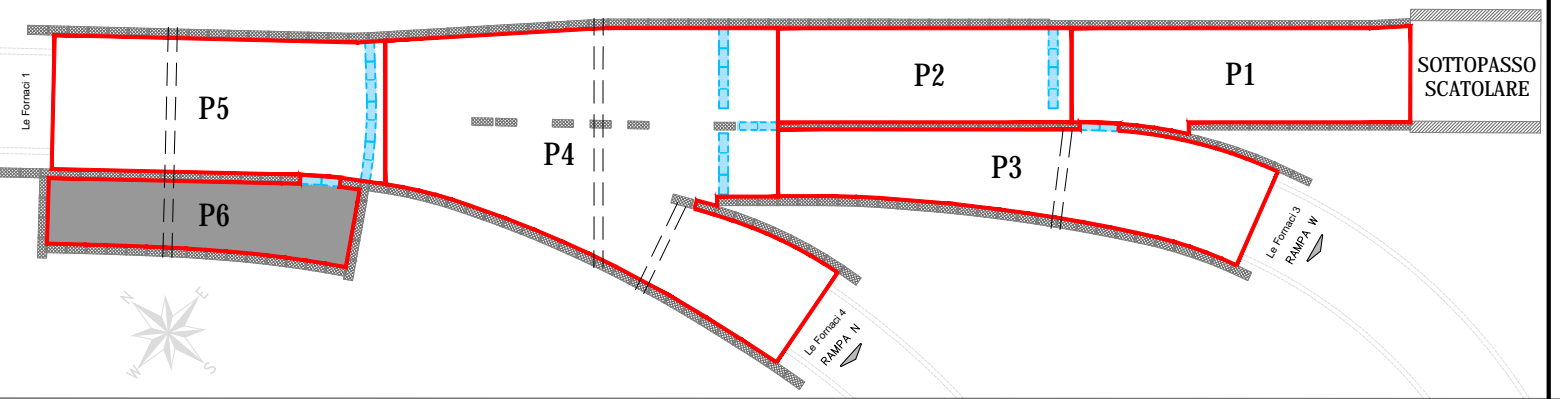 Le Fornaci 1
P5
P6
P4
P2
P1
P3
SOTTOPASSO
SCATOLARE
Le Fornaci 3
RAMPA W
Le Fornaci 4
RAMPA N
N
E
W
S